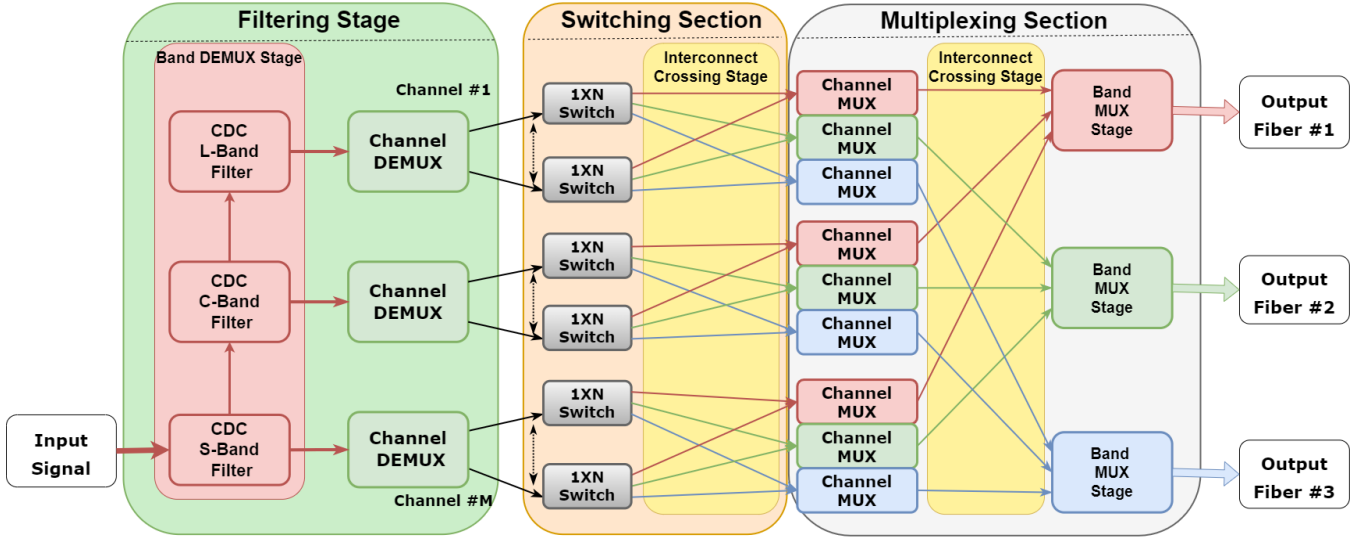 Filtering Stage
Switching Section
Multiplexing Section
Band DEMUX Stage
Interconnect
Crossing Stage
Interconnect
Crossing Stage
Channel #1
CDC
L-Band
Filter
Channel
DEMUX
1XN
Switch
1XN
Switch
Channel
MUX
Channel
MUX
Channel
MUX
Band
MUX
Stage
Output
Fiber #1
CDC
C-Band
Filter
Channel
DEMUX
1XN
Switch
1XN
Switch
Channel
MUX
Channel
MUX
Channel
MUX
Band
MUX
Stage
Output
Fiber #2
Input
Signal
CDC
S-Band
Filter
Channel
DEMUX
Channel #M
1XN
Switch
1XN
Switch
Channel
MUX
Channel
MUX
Channel
MUX
Band
MUX
Stage
Output
Fiber #3